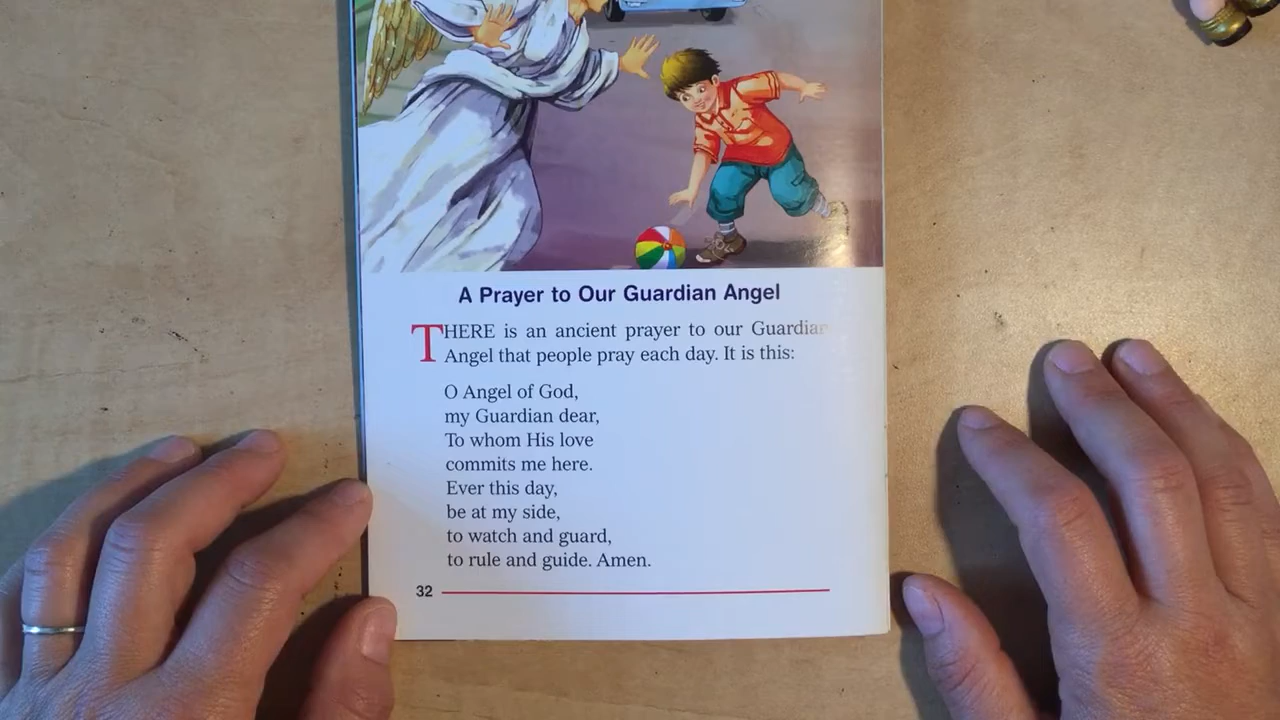 A Prayer to Our Guardian Angel
THERE is an ancient prayer to our Guardian
Angel that people pray each day. It is this:
O Angel of God,
my Guardian dear,
To whom His love
commits me here.
Ever this day,
be at my side,
to watch and guard,
to rule and guide. Amen.
32